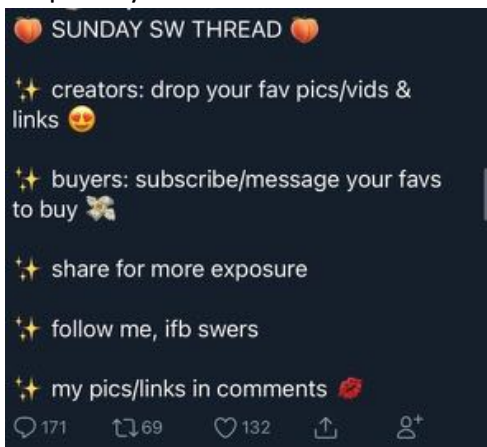 🍑 SUNDAY SW THREAD 🍑
✨ creators: drop your fav pics/vids &
links 😍
✨ buyers: subscribe/message your favs
to buy 💸
✨ share for more exposure
✨ follow me, ifb swers
✨ my pics/links in comments 💋
171 69 132